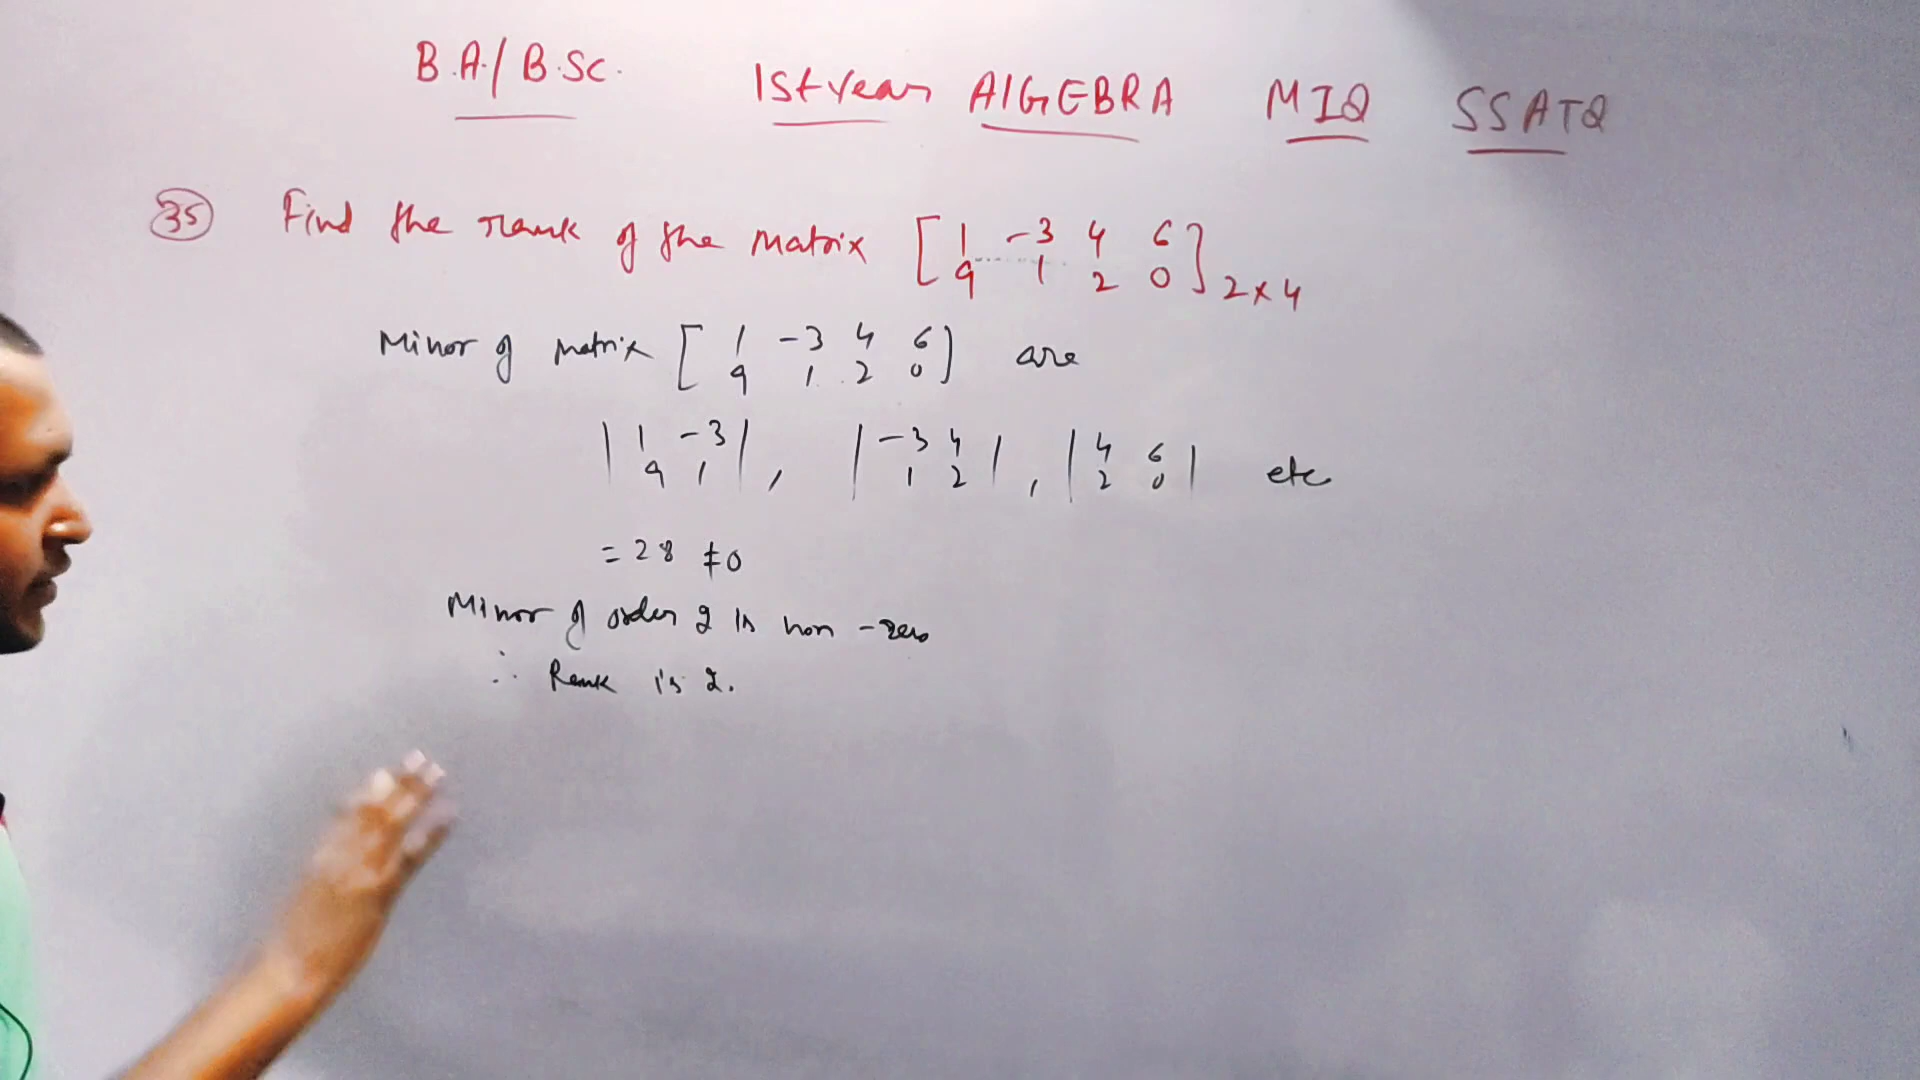 B.A./B.Sc. 1st year AlGEBRA MIQ SSATQ
35 Find the rank of the matrix [1 -3 4 6
9 1 2 0] 2×4
Minor of matrix [1 -3 4 6
9 1 2 0] are
|1 -3
9 1|, |-3 4
1 2|, |4 6
2 0| etc
= 28 ≠0
Minor of order 2 is non-zero
∴ Rank is 2.